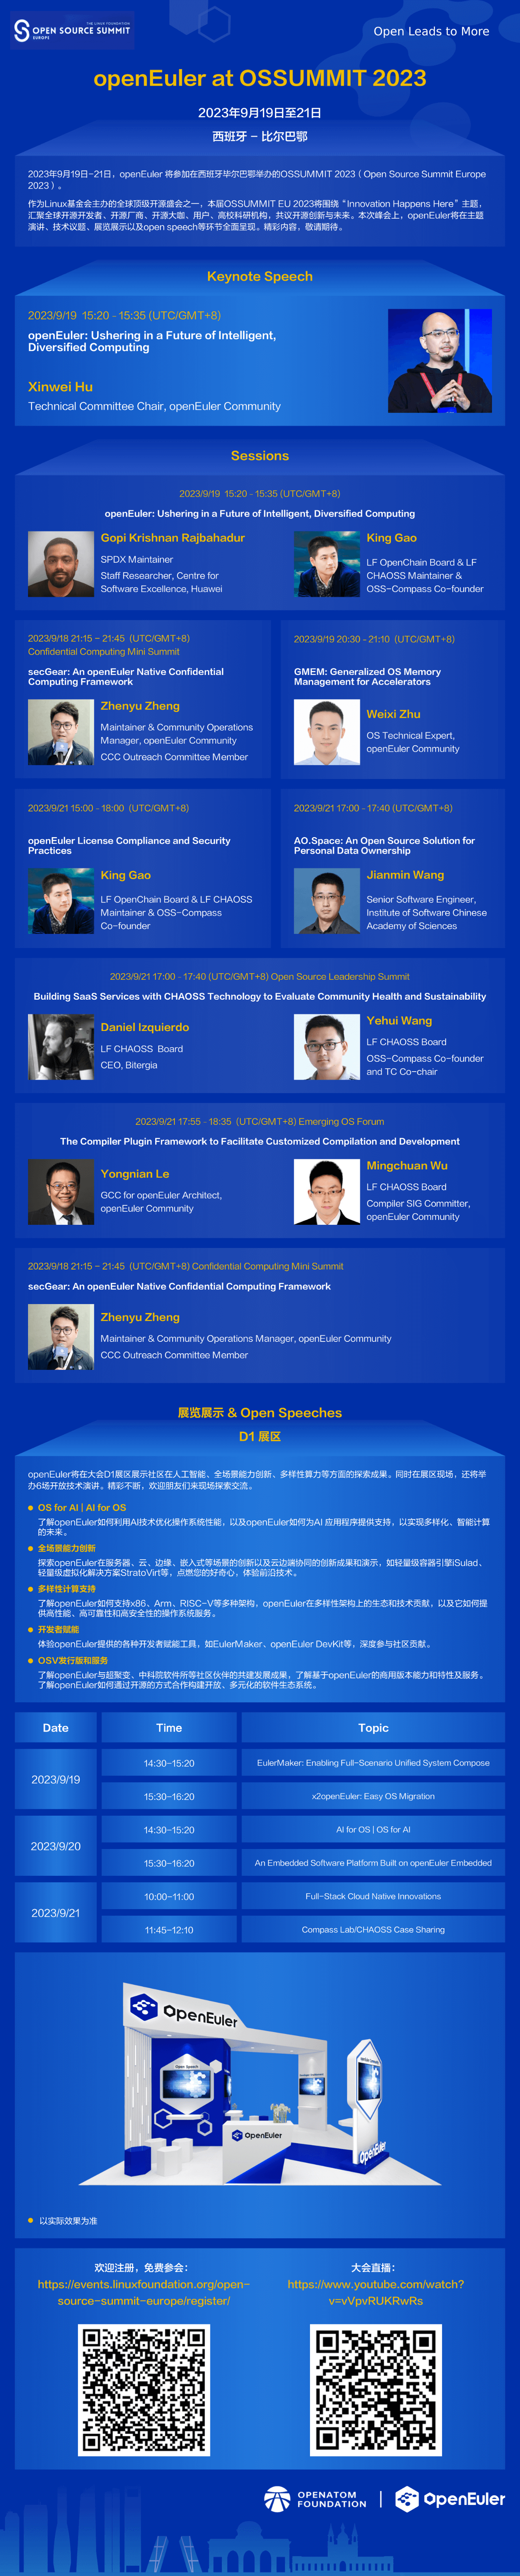 THE LINUX FOUNDATION
OPEN SOURCE SUMMIT
EUROPE
Open Leads to More
openEuler at OSSUMMIT 2023
2023年9月19日至21日
西班牙 – 比尔巴鄂
2023年9月19日-21日，openEuler 将参加在西班牙毕尔巴鄂举办的OSSUMMIT 2023（ Open Source Summit Europe
2023 ）。
作为Linux基金会主办的全球顶级开源盛会之一，本届OSSUMMIT EU 2023将围绕“Innovation Happens Here”主题，
汇聚全球开源开发者、开源厂商、开源大咖、用户、高校科研机构，共议开源创新与未来。本次峰会上，openEuler将在主题
演讲、技术议题、展览展示以及open speech等环节全面呈现。精彩内容，敬请期待。
Keynote Speech
2023/9/19 15:20 - 15:35 (UTC/GMT+8)
openEuler: Ushering in a Future of Intelligent,
Diversified Computing
Xinwei Hu
Technical Committee Chair, openEuler Community
Sessions
2023/9/19 15:20 - 15:35 (UTC/GMT+8)
openEuler: Ushering in a Future of Intelligent, Diversified Computing
Gopi Krishnan Rajbahadur
SPDX Maintainer
Staff Researcher, Centre for
Software Excellence, Huawei
King Gao
LF OpenChain Board & LF
CHAOSS Maintainer &
OSS-Compass Co-founder
2023/9/18 21:15 – 21:45 (UTC/GMT+8)
Confidential Computing Mini Summit
secGear: An openEuler Native Confidential
Computing Framework
Zhenyu Zheng
Maintainer & Community Operations
Manager, openEuler Community
CCC Outreach Committee Member
2023/9/19 20:30 - 21:10 (UTC/GMT+8)
GMEM: Generalized OS Memory
Management for Accelerators
Weixi Zhu
OS Technical Expert,
openEuler Community
2023/9/21 15:00 - 18:00 (UTC/GMT+8)
openEuler License Compliance and Security
Practices
King Gao
LF OpenChain Board & LF CHAOSS
Maintainer & OSS-Compass
Co-founder
2023/9/21 17:00 - 17:40 (UTC/GMT+8)
AO.Space: An Open Source Solution for
Personal Data Ownership
Jianmin Wang
Senior Software Engineer,
Institute of Software Chinese
Academy of Sciences
2023/9/21 17:00 - 17:40 (UTC/GMT+8) Open Source Leadership Summit
Building SaaS Services with CHAOSS Technology to Evaluate Community Health and Sustainability
Daniel Izquierdo
LF CHAOSS Board
CEO, Bitergia
Yehui Wang
LF CHAOSS Board
OSS-Compass Co-founder
and TC Co-chair
2023/9/21 17:55 - 18:35 (UTC/GMT+8) Emerging OS Forum
The Compiler Plugin Framework to Facilitate Customized Compilation and Development
Yongnian Le
GCC for openEuler Architect,
openEuler Community
Mingchuan Wu
LF CHAOSS Board
Compiler SIG Committer,
openEuler Community
2023/9/18 21:15 – 21:45 (UTC/GMT+8) Confidential Computing Mini Summit
secGear: An openEuler Native Confidential Computing Framework
Zhenyu Zheng
Maintainer & Community Operations Manager, openEuler Community
CCC Outreach Committee Member
展览展示 & Open Speeches
D1 展区
openEuler将在大会D1展区展示社区在人工智能、全场景能力创新、多样性算力等方面的探索成果。同时在展区现场，还将举
办6场开放技术演讲。精彩不断，欢迎朋友们来现场探索交流。
OS for AI | AI for OS
了解openEuler如何利用AI技术优化操作系统性能，以及openEuler如何为AI 应用程序提供支持，以实现多样化、智能计算
的未来。
全场景能力创新
探索openEuler在服务器、云、边缘、嵌入式等场景的创新以及云边端协同的创新成果和演示，如轻量级容器引擎iSulad、
轻量级虚拟化解决方案StratoVirt等，点燃您的好奇心，体验前沿技术。
多样性计算支持
了解openEuler如何支持x86、Arm、RISC-V等多种架构，openEuler在多样性架构上的生态和技术贡献，以及它如何提
供高性能、高可靠性和高安全性的操作系统服务。
开发者赋能
体验openEuler提供的各种开发者赋能工具，如EulerMaker、openEuler DevKit等，深度参与社区贡献。
OSV发行版和服务
了解openEuler与超聚变、中科院软件所等社区伙伴的共建发展成果，了解基于openEuler的商用版本能力和特性及服务。
了解openEuler如何通过开源的方式合作构建开放、多元化的软件生态系统。
Date Time Topic
2023/9/19
14:30-15:20 EulerMaker: Enabling Full-Scenario Unified System Compose
15:30-16:20 x2openEuler: Easy OS Migration
2023/9/20
14:30-15:20 AI for OS | OS for AI
15:30-16:20 An Embedded Software Platform Built on openEuler Embedded
2023/9/21
10:00-11:00 Full-Stack Cloud Native Innovations
11:45-12:10 Compass Lab/CHAOSS Case Sharing
OpenEuler
Open Speech
OpenEuler
OpenEuler
以实际效果为准
欢迎注册，免费参会：
https://events.linuxfoundation.org/open-
source-summit-europe/register/
大会直播：
https://www.youtube.com/watch?
v=vVpvRUKRwRs
OPENATOM
FOUNDATION
OpenEuler